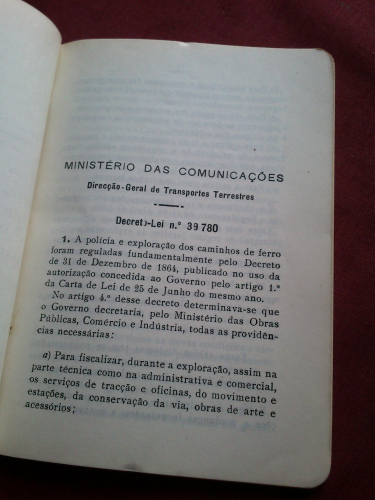 MINISTÉRIO DAS COMUNICAÇÕES
Direcção-Geral de Transportes Terrestres
Decreto-Lei n.º 39 780
1. A polícia e exploração dos caminhos de ferro
foram reguladas fundamentalmente pelo Decreto
de 31 de Dezembro de 1864, publicado no uso da
autorização concedida ao Governo pelo artigo 1.º
da Carta de Lei de 25 de Junho do mesmo ano.
No artigo 4.º desse decreto determinava-se que
o Governo decretaria, pelo Ministério das Obras
Públicas, Comércio e Indústria, todas as providên-
cias necessárias:
a) Para fiscalizar, durante a exploração, assim na
parte técnica como na administrativa e comercial,
os serviços de tracção e oficinas, do movimento e
estações, da conservação da via, obras de arte e
acessórios;